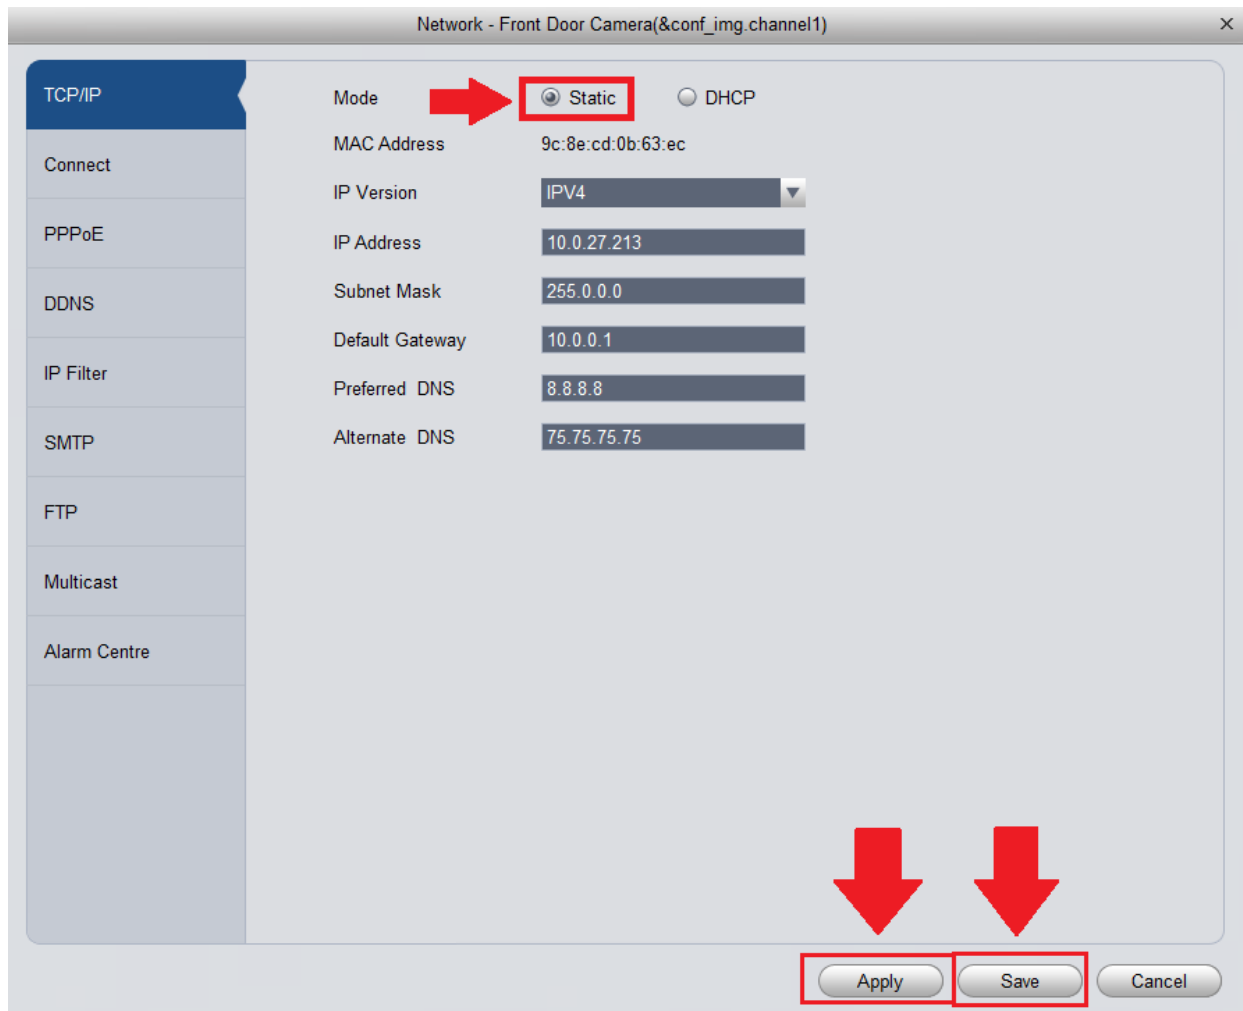 Network - Front Door Camera(&conf_img.channel1)
TCP/IP
Connect
PPPoE
DDNS
IP Filter
SMTP
FTP
Multicast
Alarm Centre
Mode Static DHCP
MAC Address 9c:8e:cd:0b:63:ec
IP Version IPV4
IP Address 10.0.27.213
Subnet Mask 255.0.0.0
Default Gateway 10.0.0.1
Preferred DNS 8.8.8.8
Alternate DNS 75.75.75.75
Apply Save Cancel